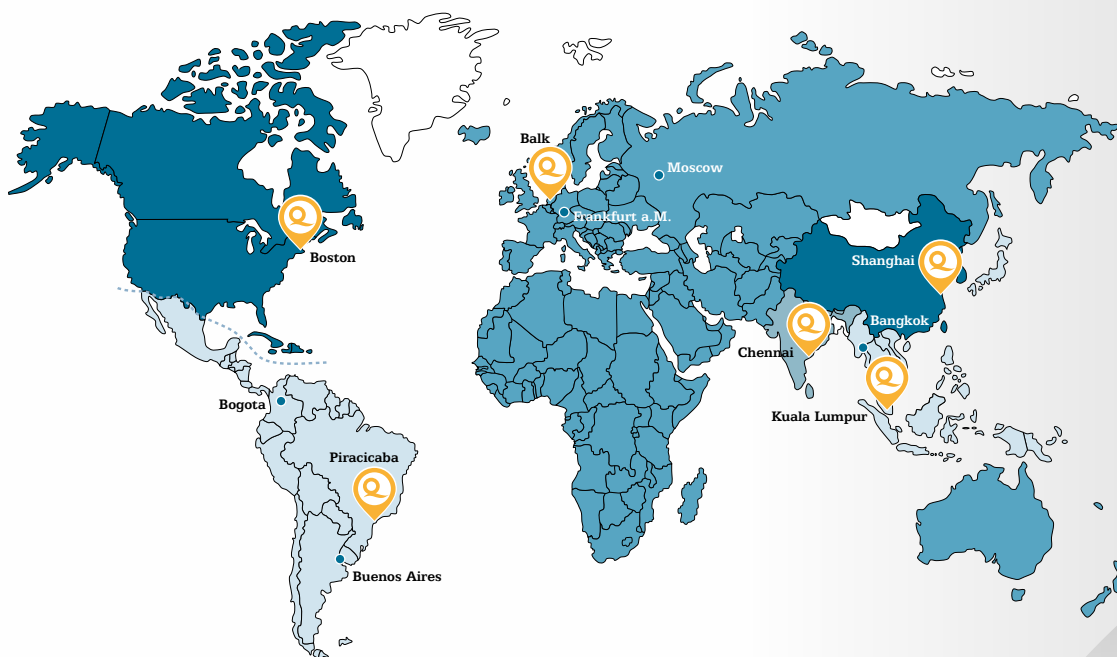 Balk
Moscow
Frankfurt a.M.
Boston
Shanghai
Bangkok
Chennai
Bogota
Kuala Lumpur
Piracicaba
Buenos Aires